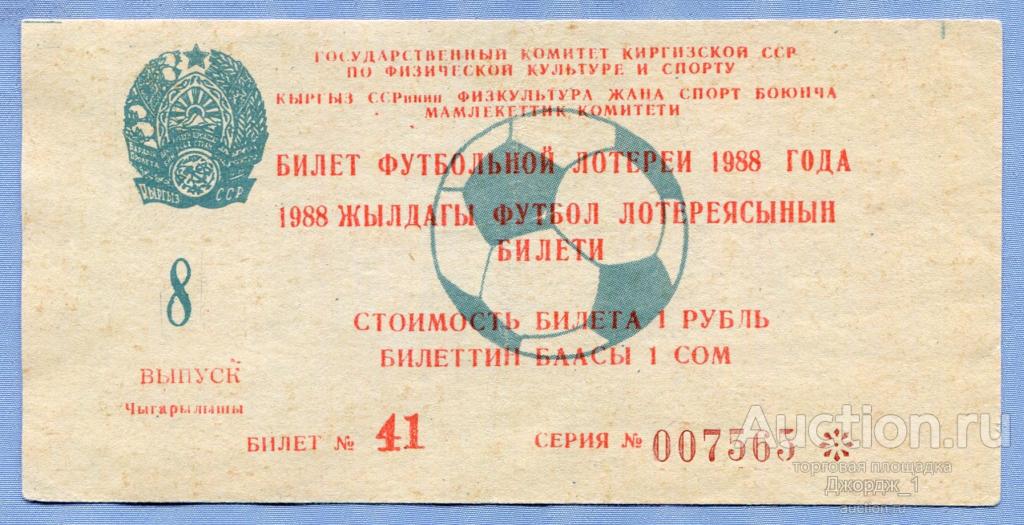 ГОСУДАРСТВЕННЫЙ КОМИТЕТ КИРГИЗСКОЙ ССР
ПО ФИЗИЧЕСКОЙ КУЛЬТУРЕ И СПОРТУ
КЫРГЫЗ ССРинин ФИЗКУЛЬТУРА ЖАНА СПОРТ БОЮНЧА
МАМЛЕКЕТТИК КОМИТЕТИ
БИЛЕТ ФУТБОЛЬНОЙ ЛОТЕРЕИ 1988 ГОДА
1988 ЖЫЛДАГЫ ФУТБОЛ ЛОТЕРЕЯСЫНЫН
БИЛЕТИ
КЫРГЫЗ ССР
8
СТОИМОСТЬ БИЛЕТА 1 РУБЛЬ
БИЛЕТТИН БААСЫ 1 СОМ
ВЫПУСК
Чыгарылышы
БИЛЕТ № 41 СЕРИЯ № 007565
Auction.ru
торговая площадка
Джордж_1
auction.ru